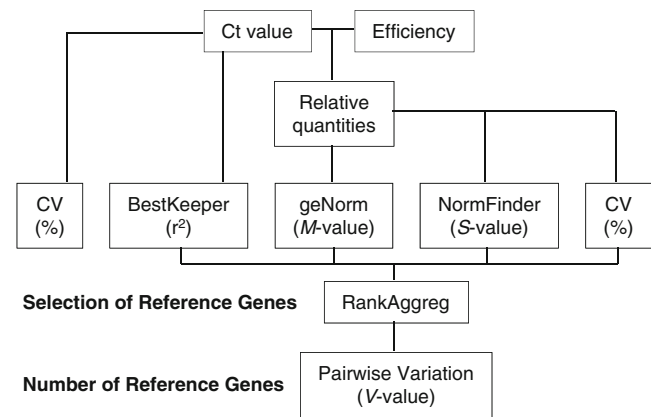 Ct value
Efficiency
Relative
quantities
CV
(%)
BestKeeper
(r²)
geNorm
(M-value)
NormFinder
(S-value)
CV
(%)
Selection of Reference Genes
RankAggreg
Number of Reference Genes
Pairwise Variation
(V-value)